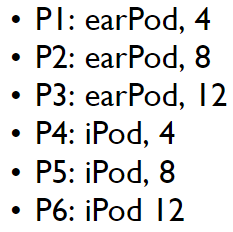 • P1: earPod, 4
• P2: earPod, 8
• P3: earPod, 12
• P4: iPod, 4
• P5: iPod, 8
• P6: iPod 12